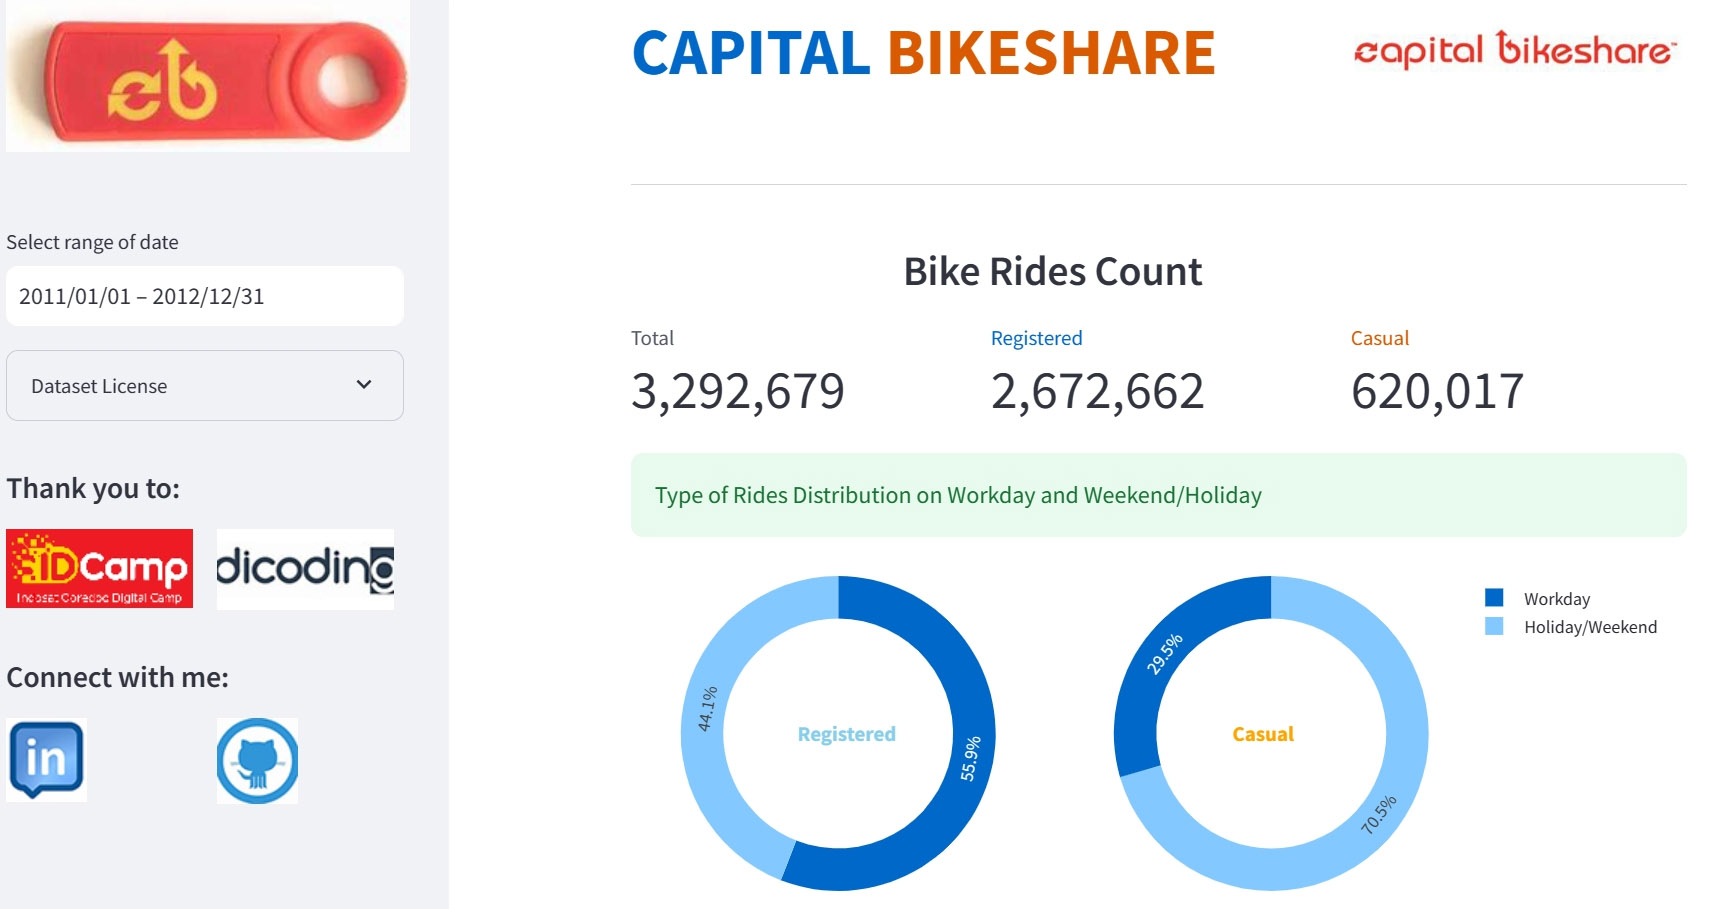 cb
Select range of date
2011/01/01 – 2012/12/31
Dataset License
Thank you to:
IDCamp
Indosat Ooredoo Digital Camp
dicoding
Connect with me:
in
CAPITAL BIKESHARE
capital bikeshare™
Bike Rides Count
Total
3,292,679
Registered
2,672,662
Casual
620,017
Type of Rides Distribution on Workday and Weekend/Holiday
44.1%
Registered
55.9%
29.5%
Casual
70.5%
Workday
Holiday/Weekend